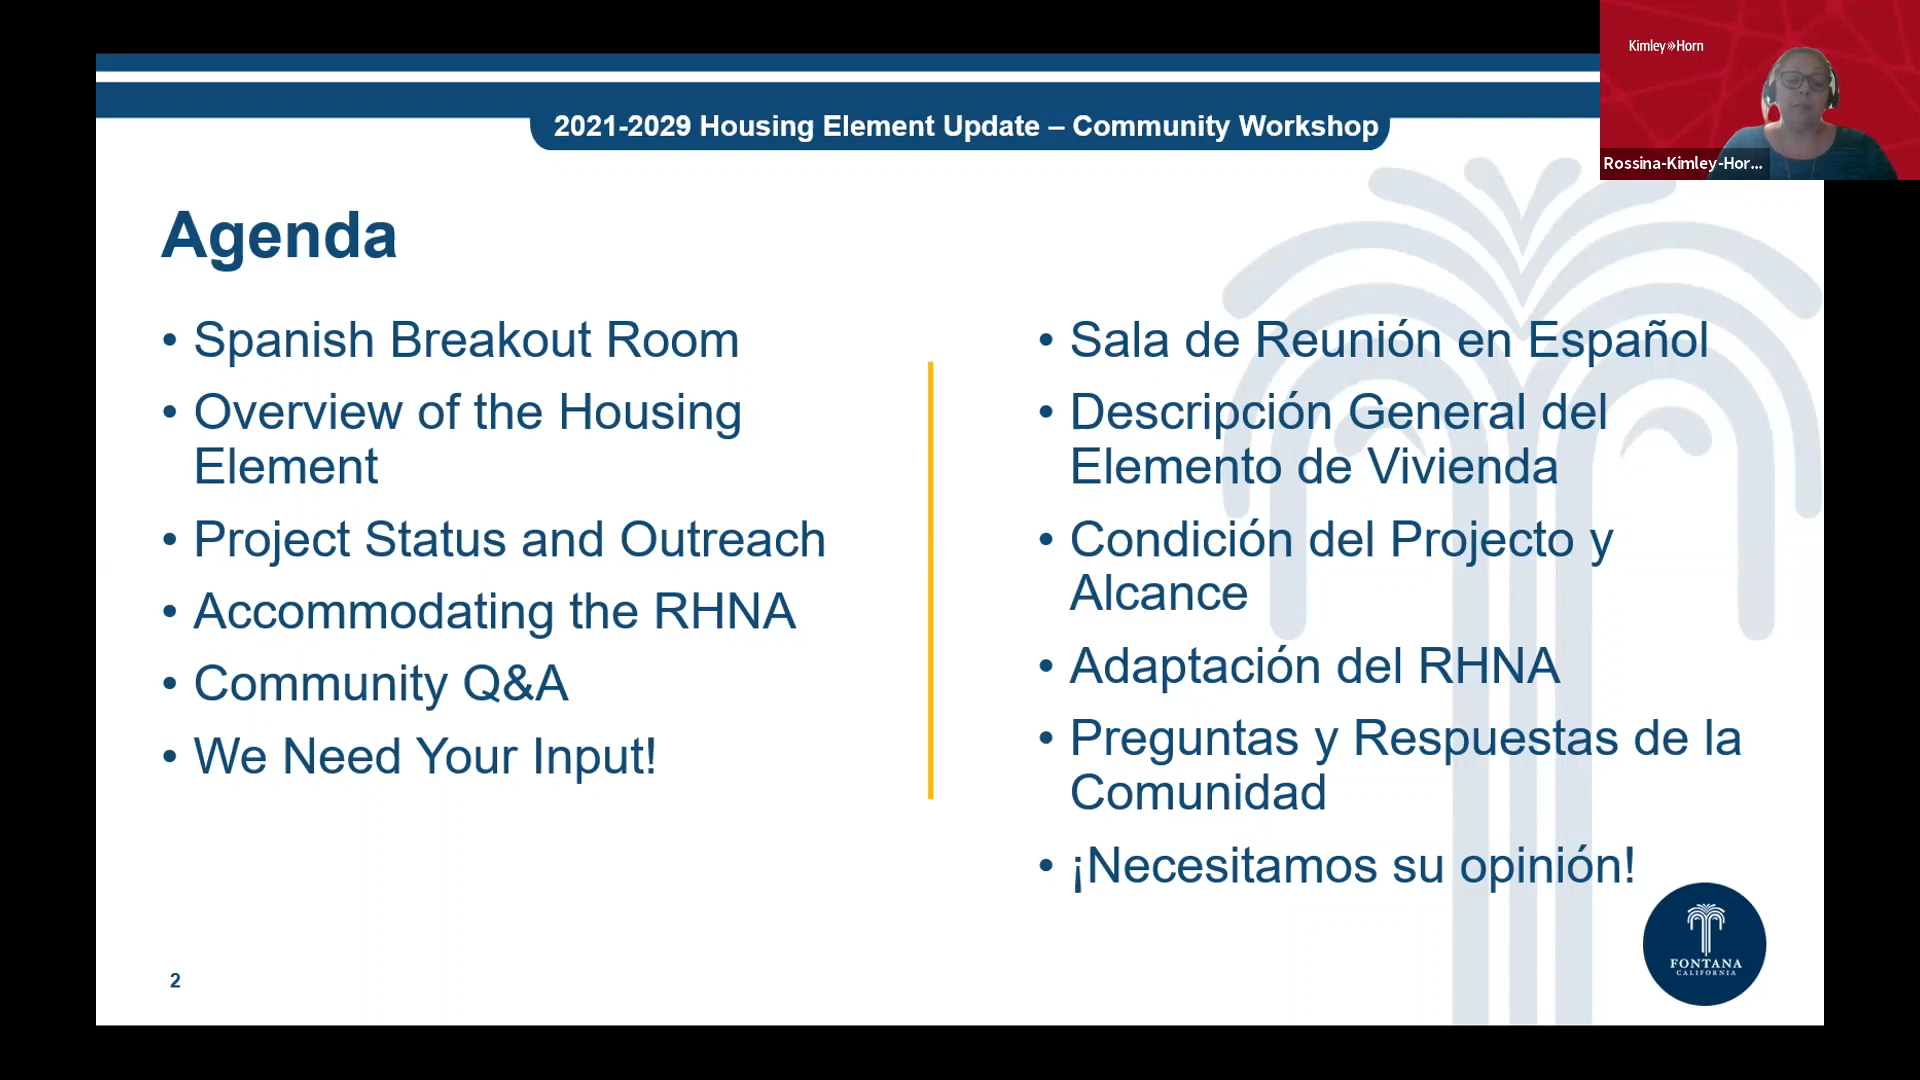 Kimley»Horn
Rossina-Kimley-Hor...
2021-2029 Housing Element Update – Community Workshop
Agenda
• Spanish Breakout Room
• Overview of the Housing
Element
• Project Status and Outreach
• Accommodating the RHNA
• Community Q&A
• We Need Your Input!
• Sala de Reunión en Español
• Descripción General del
Elemento de Vivienda
• Condición del Projecto y
Alcance
• Adaptación del RHNA
• Preguntas y Respuestas de la
Comunidad
• ¡Necesitamos su opinión!
2
FONTANA
CALIFORNIA